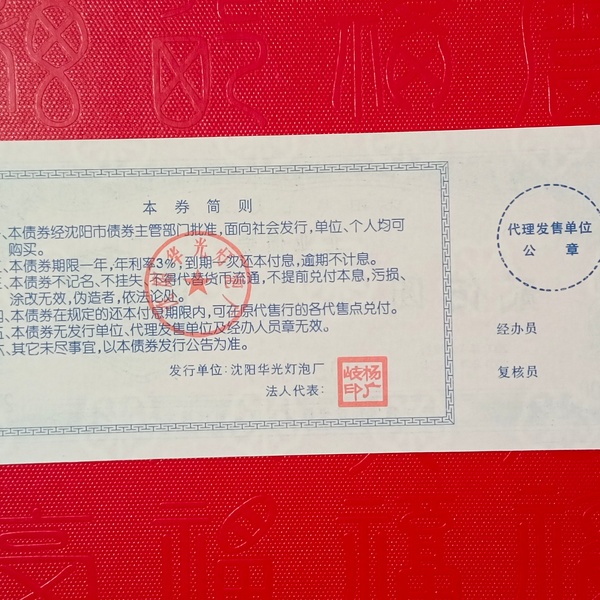 本券简则
、本债券经沈阳市债券主管部门批准,面向社会发行,单位、个人均可
购买。
二、本债券期限一年,年利率3%,到期一次还本付息,逾期不计息。
三、本债券不记名、不挂失、不得代替货币流通,不提前兑付本息,污损、
涂改无效,伪造者,依法论处。
四、本债券在规定的还本付息期限内,可在原代售行的各代售点兑付。
五、本债券无发行单位、代理发售单位及经办人员章无效。
六、其它未尽事宜,以本债券发行公告为准。
发行单位:沈阳华光灯泡厂
法人代表:
杨广岐印
代理发售单位
公 章
经办员
复核员